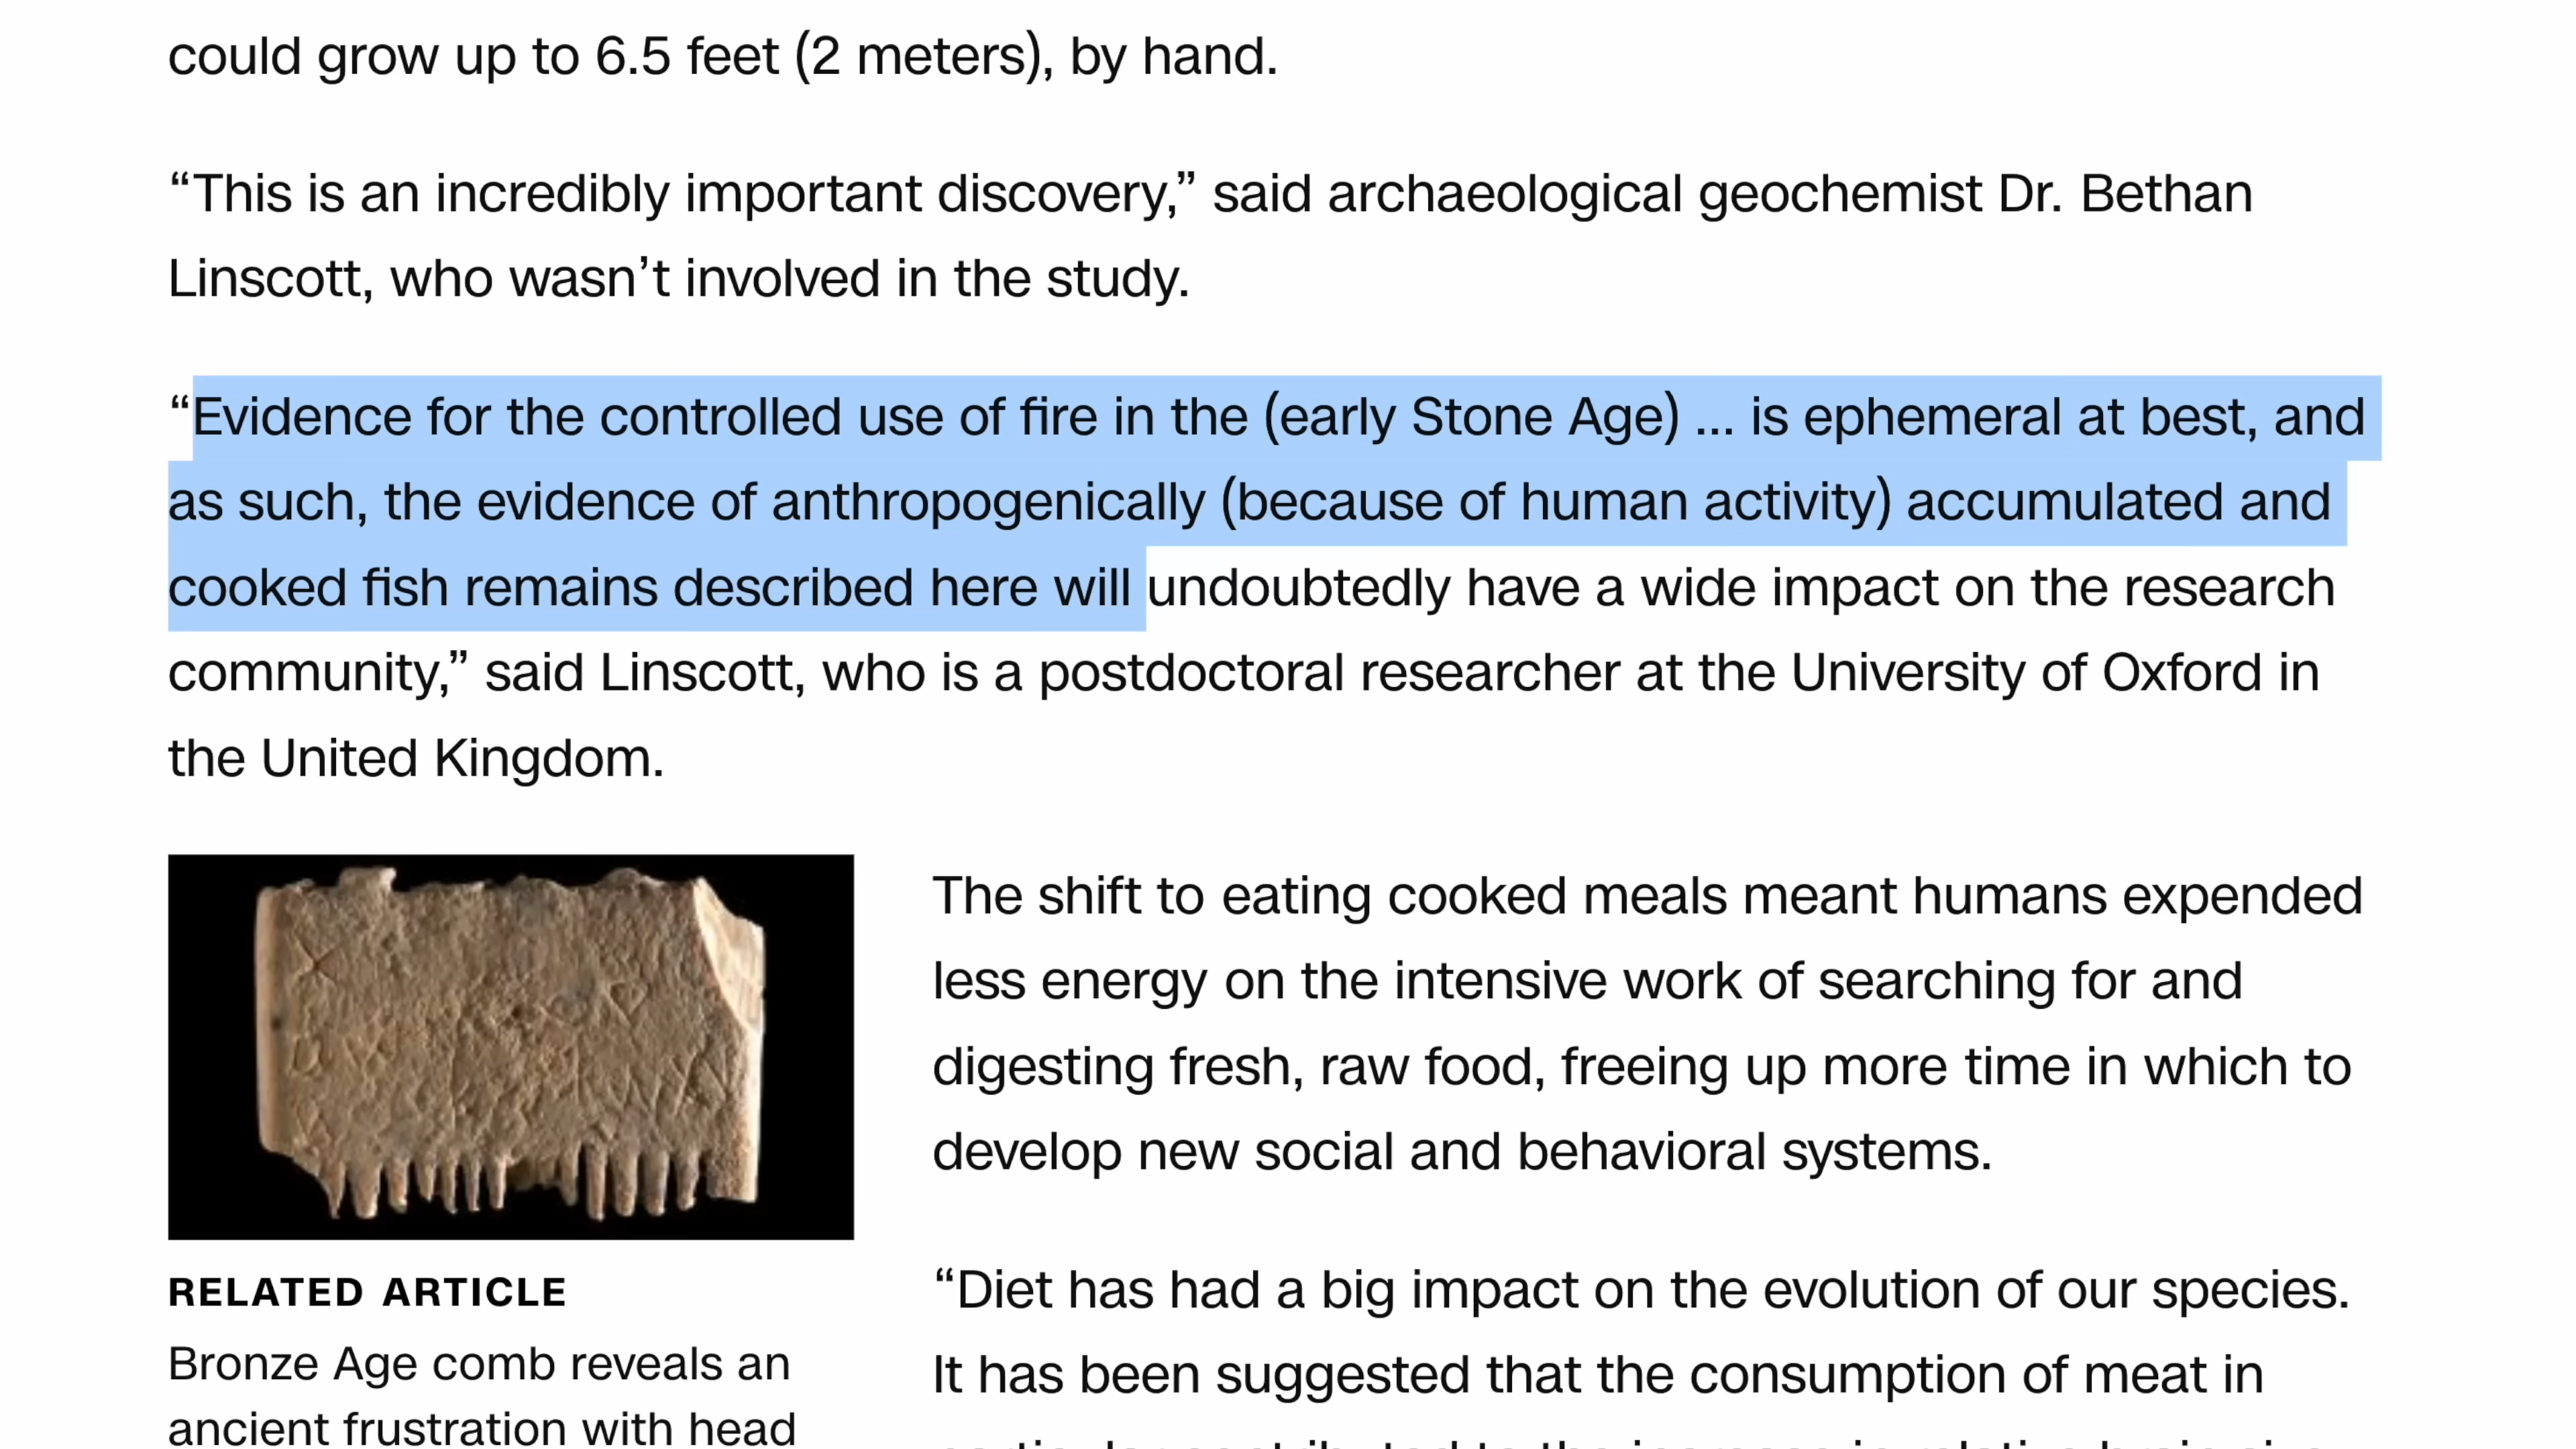 could grow up to 6.5 feet (2 meters), by hand.
“This is an incredibly important discovery,” said archaeological geochemist Dr. Bethan
Linscott, who wasn’t involved in the study.
“Evidence for the controlled use of fire in the (early Stone Age) ... is ephemeral at best, and
as such, the evidence of anthropogenically (because of human activity) accumulated and
cooked fish remains described here will undoubtedly have a wide impact on the research
community,” said Linscott, who is a postdoctoral researcher at the University of Oxford in
the United Kingdom.
RELATED ARTICLE
Bronze Age comb reveals an
ancient frustration with head
The shift to eating cooked meals meant humans expended
less energy on the intensive work of searching for and
digesting fresh, raw food, freeing up more time in which to
develop new social and behavioral systems.
“Diet has had a big impact on the evolution of our species.
It has been suggested that the consumption of meat in